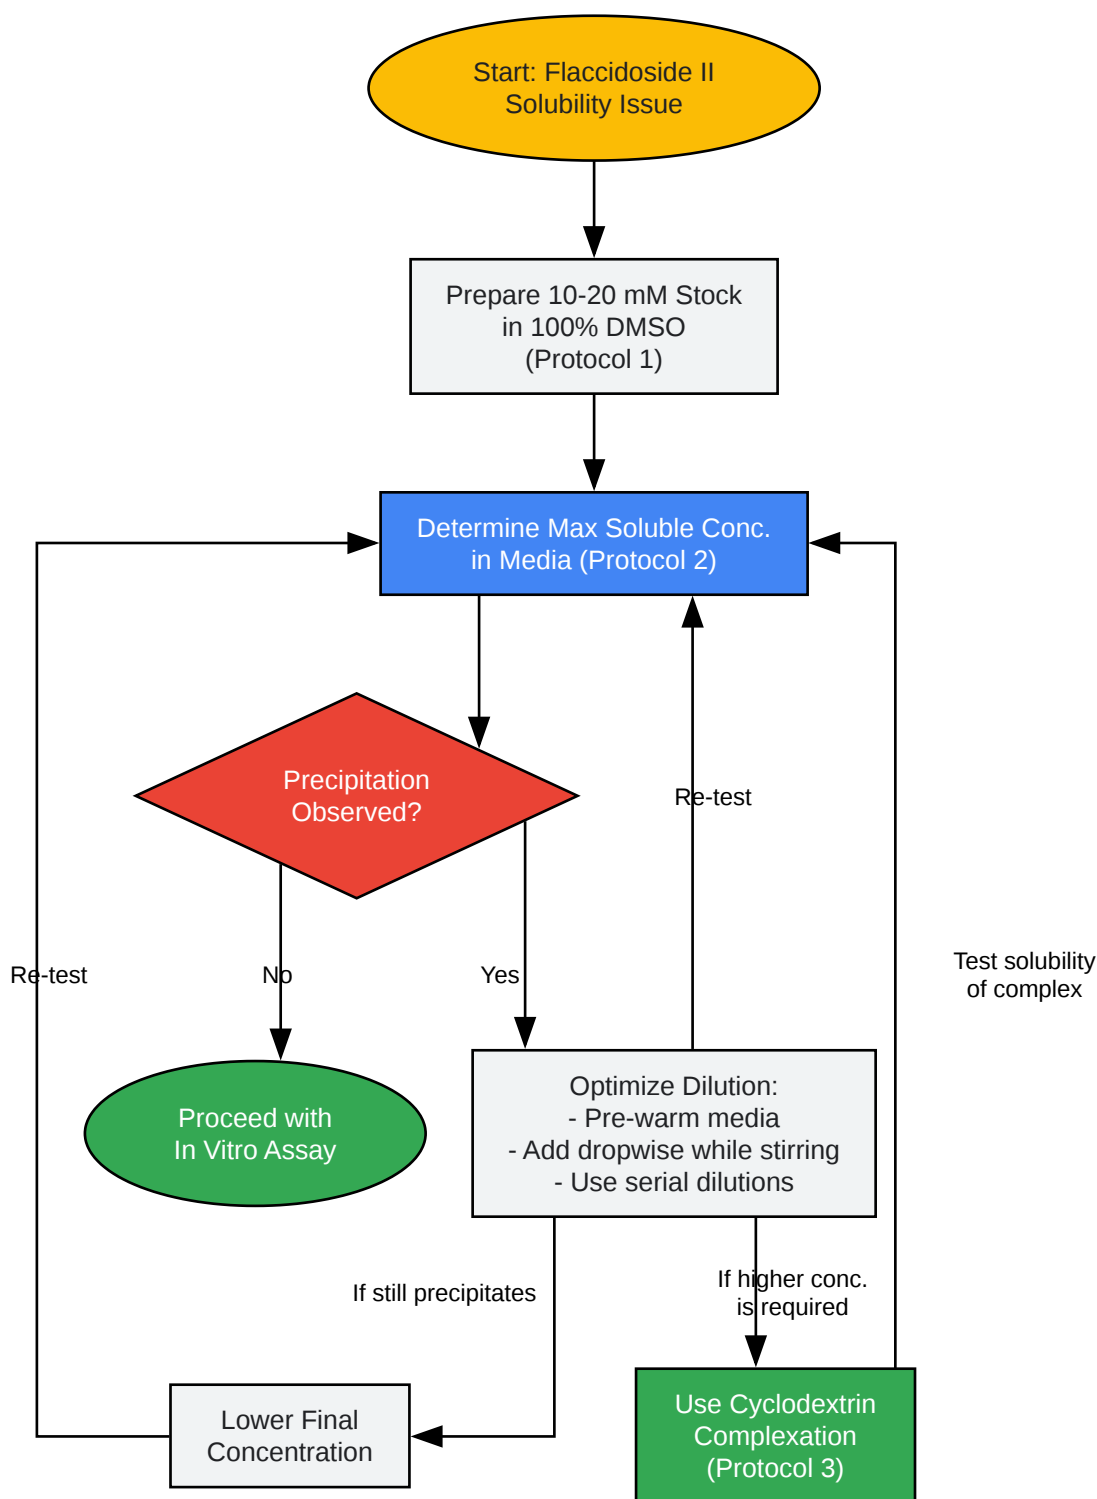 Start: Flaccidoside II
Solubility Issue
Prepare 10-20 mM Stock
in 100% DMSO
(Protocol 1)
Determine Max Soluble Conc.
in Media (Protocol 2)
Precipitation
Observed?
Re-test
Re-test
No
Yes
Test solubility
of complex
Proceed with
In Vitro Assay
Optimize Dilution:
- Pre-warm media
- Add dropwise while stirring
- Use serial dilutions
If still precipitates
If higher conc.
is required
Lower Final
Concentration
Use Cyclodextrin
Complexation
(Protocol 3)